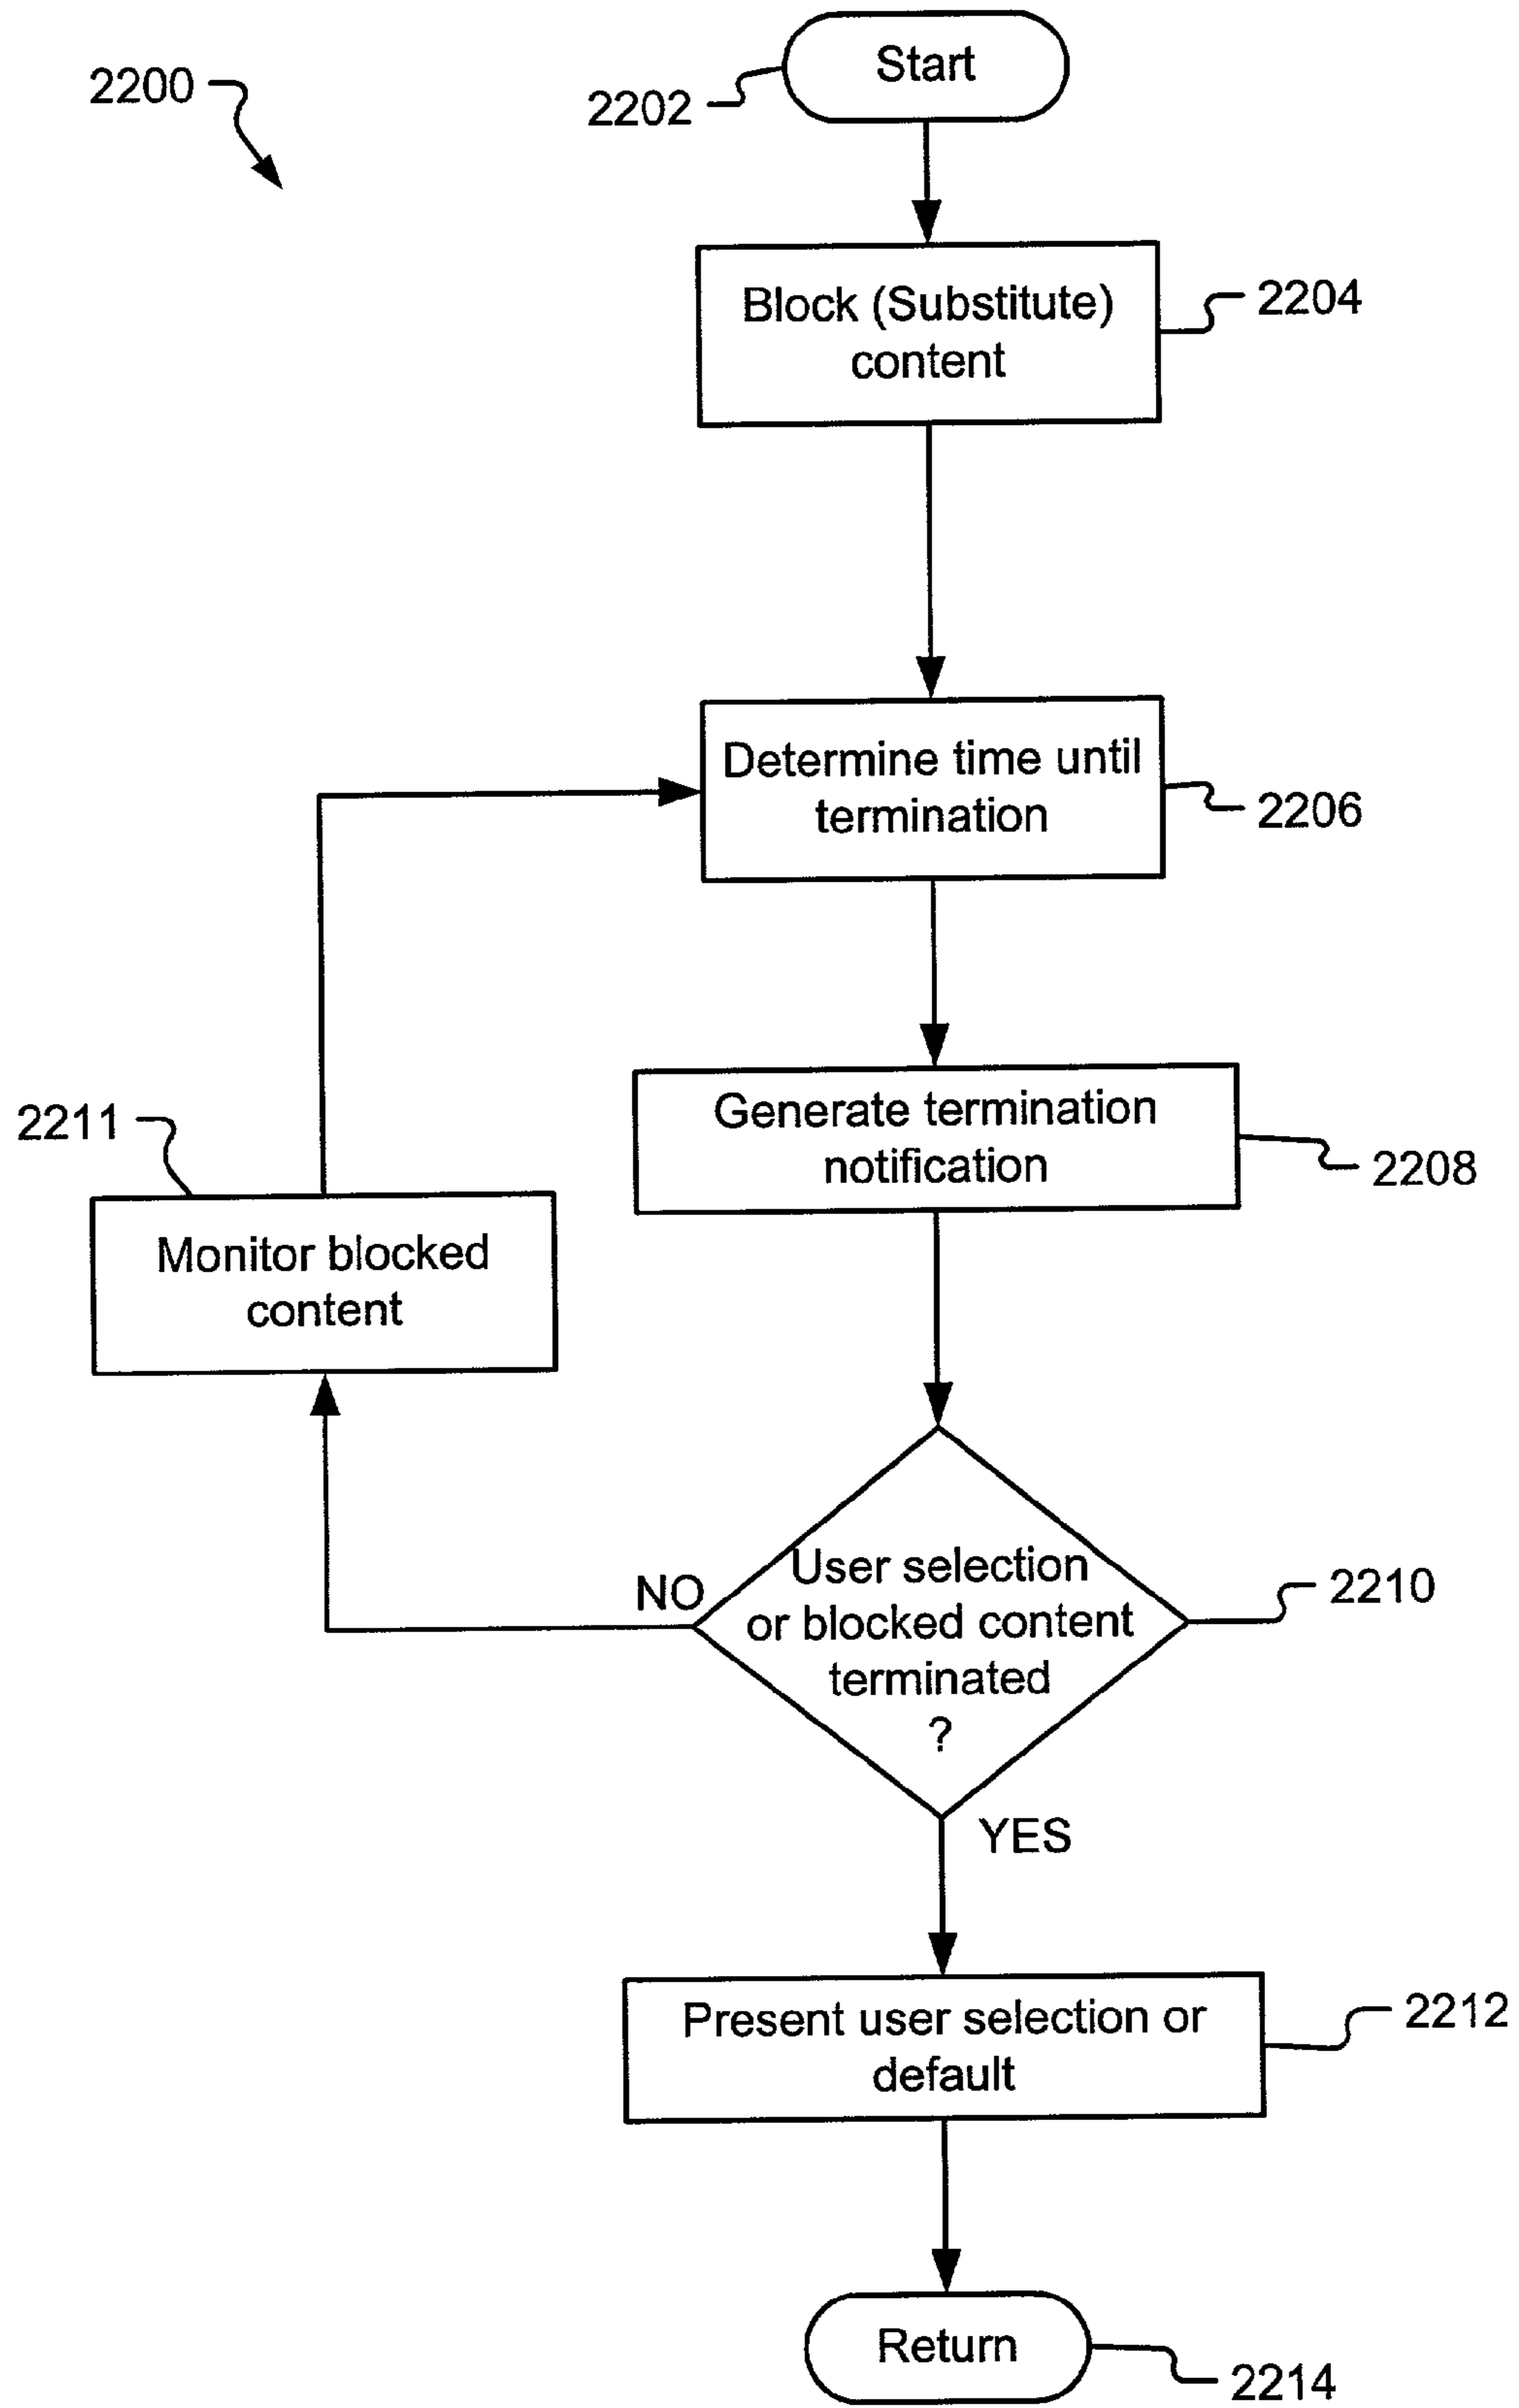 2200
Start
2202
Block (Substitute)
content
2204
Determine time until
termination
2206
Generate termination
notification
2208
2211
Monitor blocked
content
User selection
or blocked content
terminated
?
2210
NO
YES
Present user selection or
default
2212
Return
2214